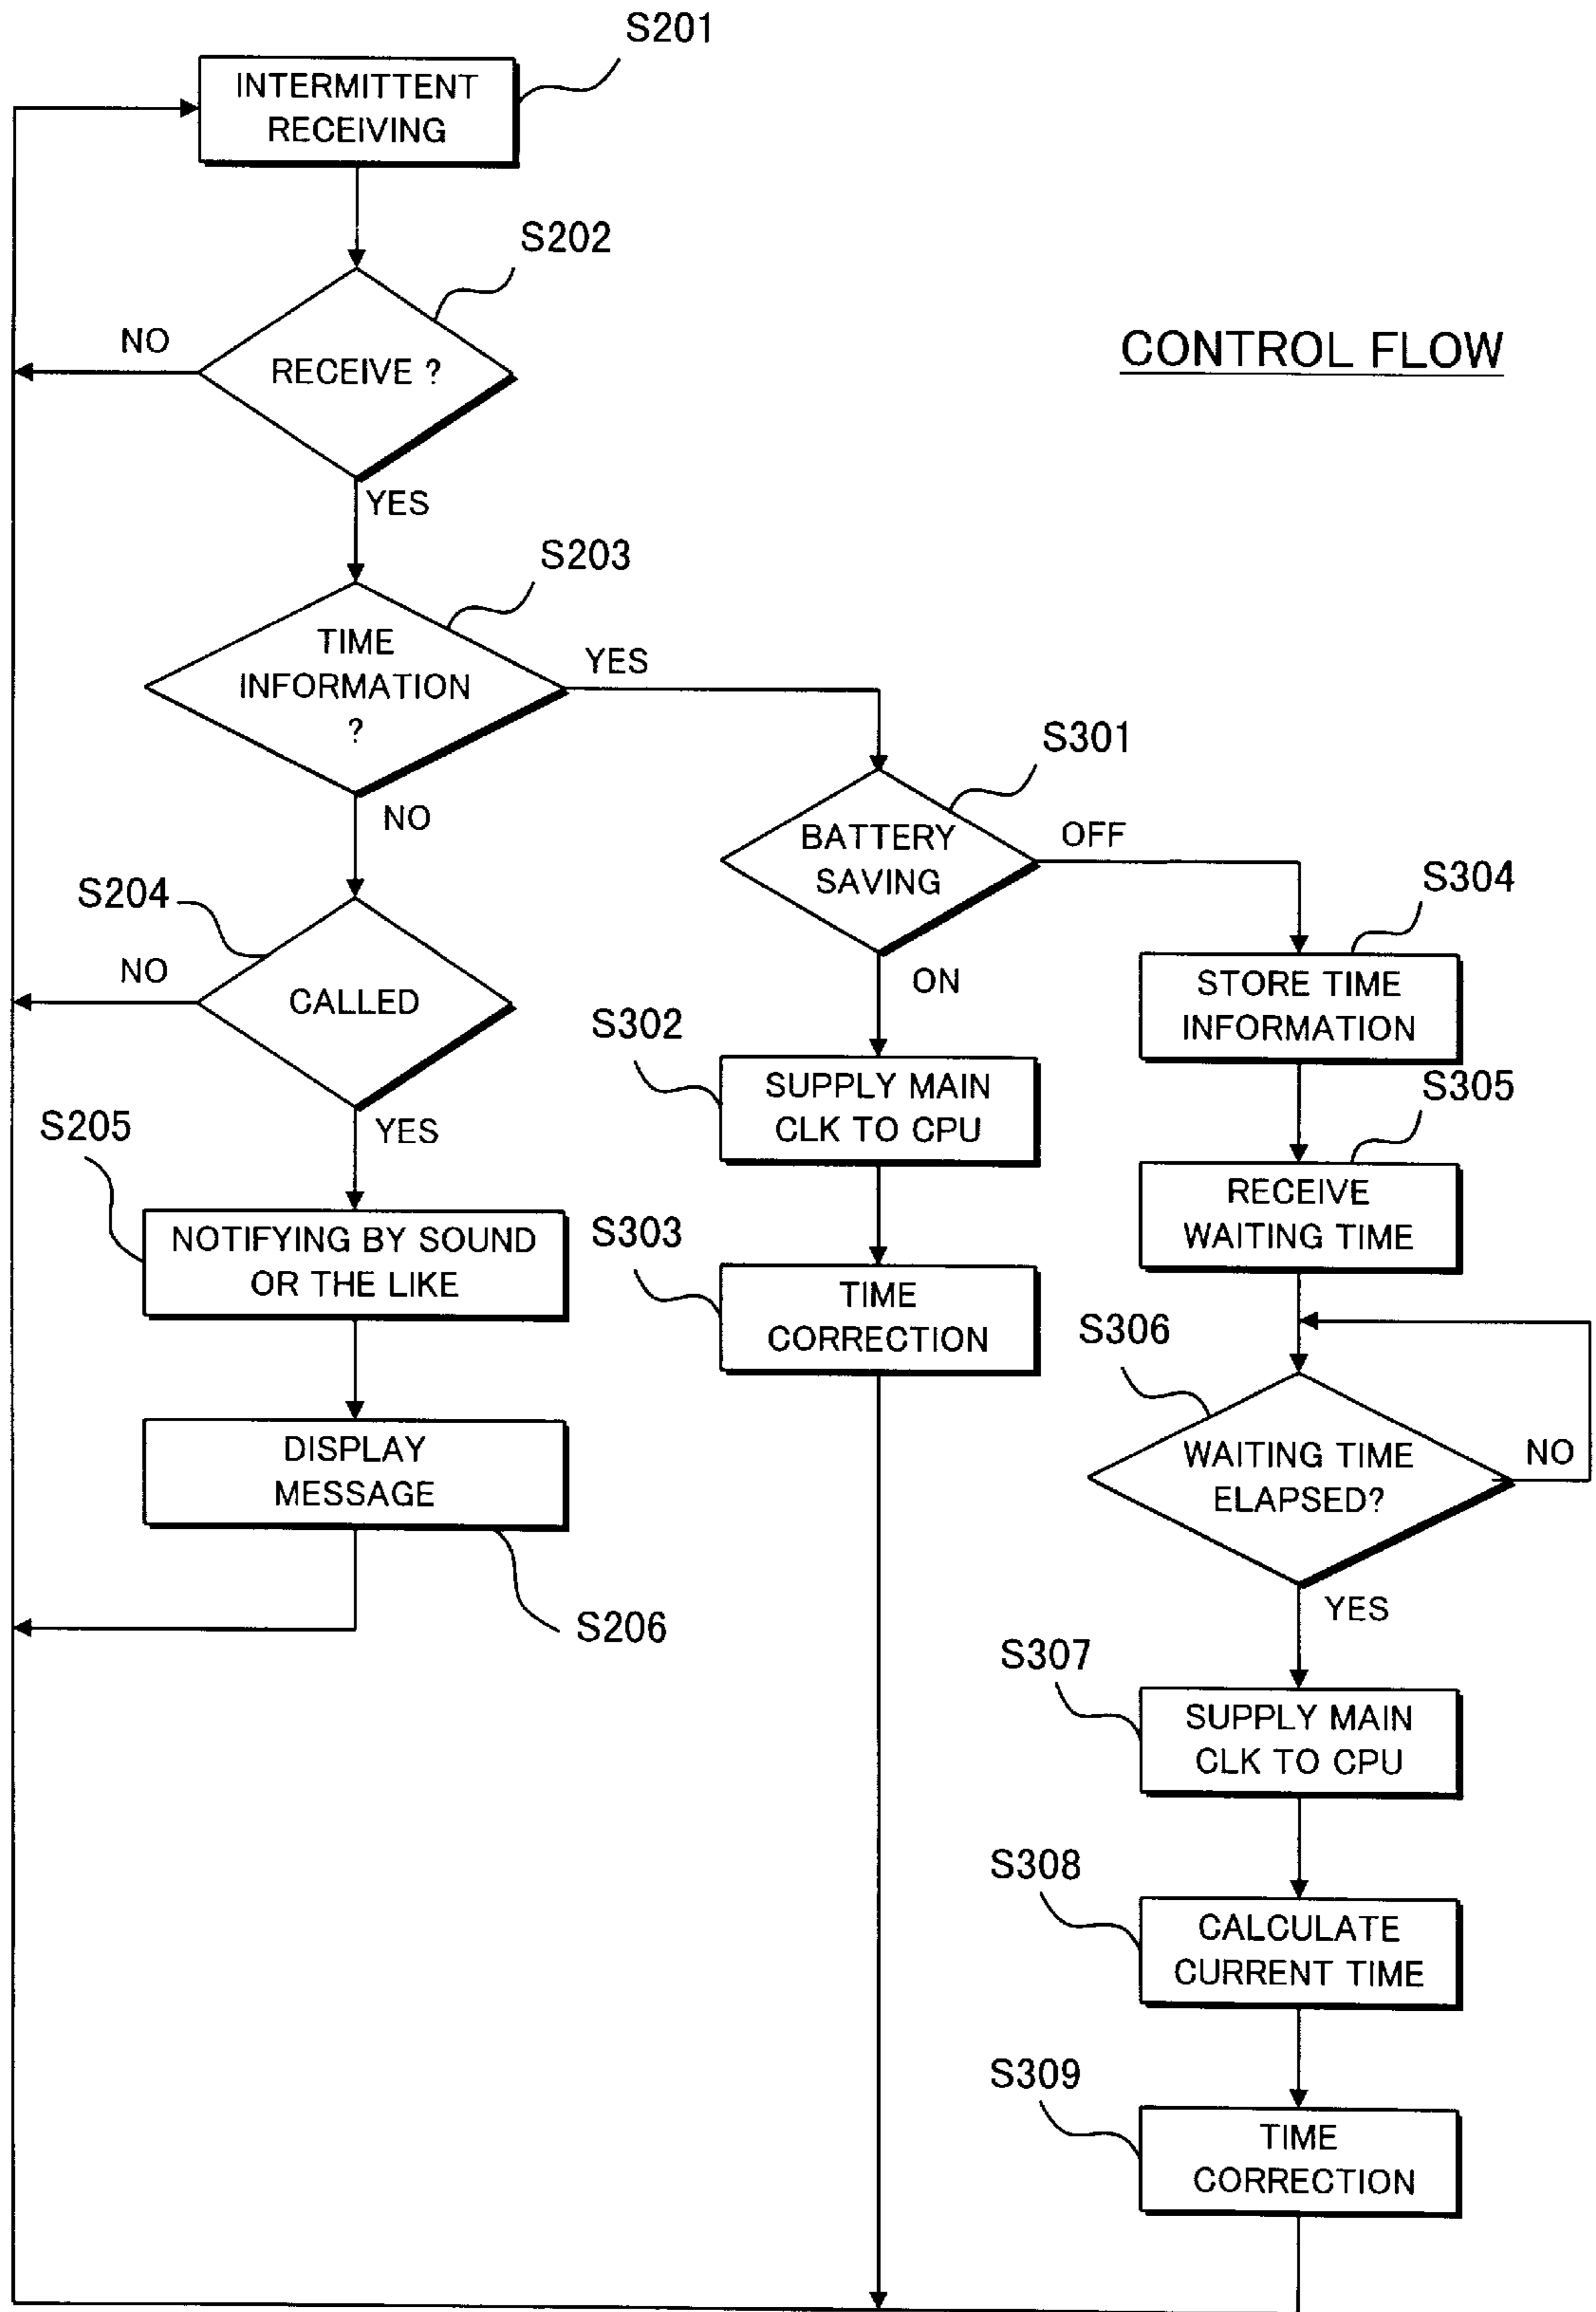 S201
INTERMITTENT
RECEIVING
S202
NO
RECEIVE ?
CONTROL FLOW
YES
S203
TIME
INFORMATION
?
YES
S301
NO
BATTERY
SAVING
OFF
S204
S304
NO
CALLED
ON
STORE TIME
INFORMATION
S302
SUPPLY MAIN
CLK TO CPU
S305
S205
YES
RECEIVE
WAITING TIME
NOTIFYING BY SOUND
OR THE LIKE
S303
TIME
CORRECTION
S306
DISPLAY
MESSAGE
WAITING TIME
ELAPSED?
NO
S206
YES
S307
SUPPLY MAIN
CLK TO CPU
S308
CALCULATE
CURRENT TIME
S309
TIME
CORRECTION